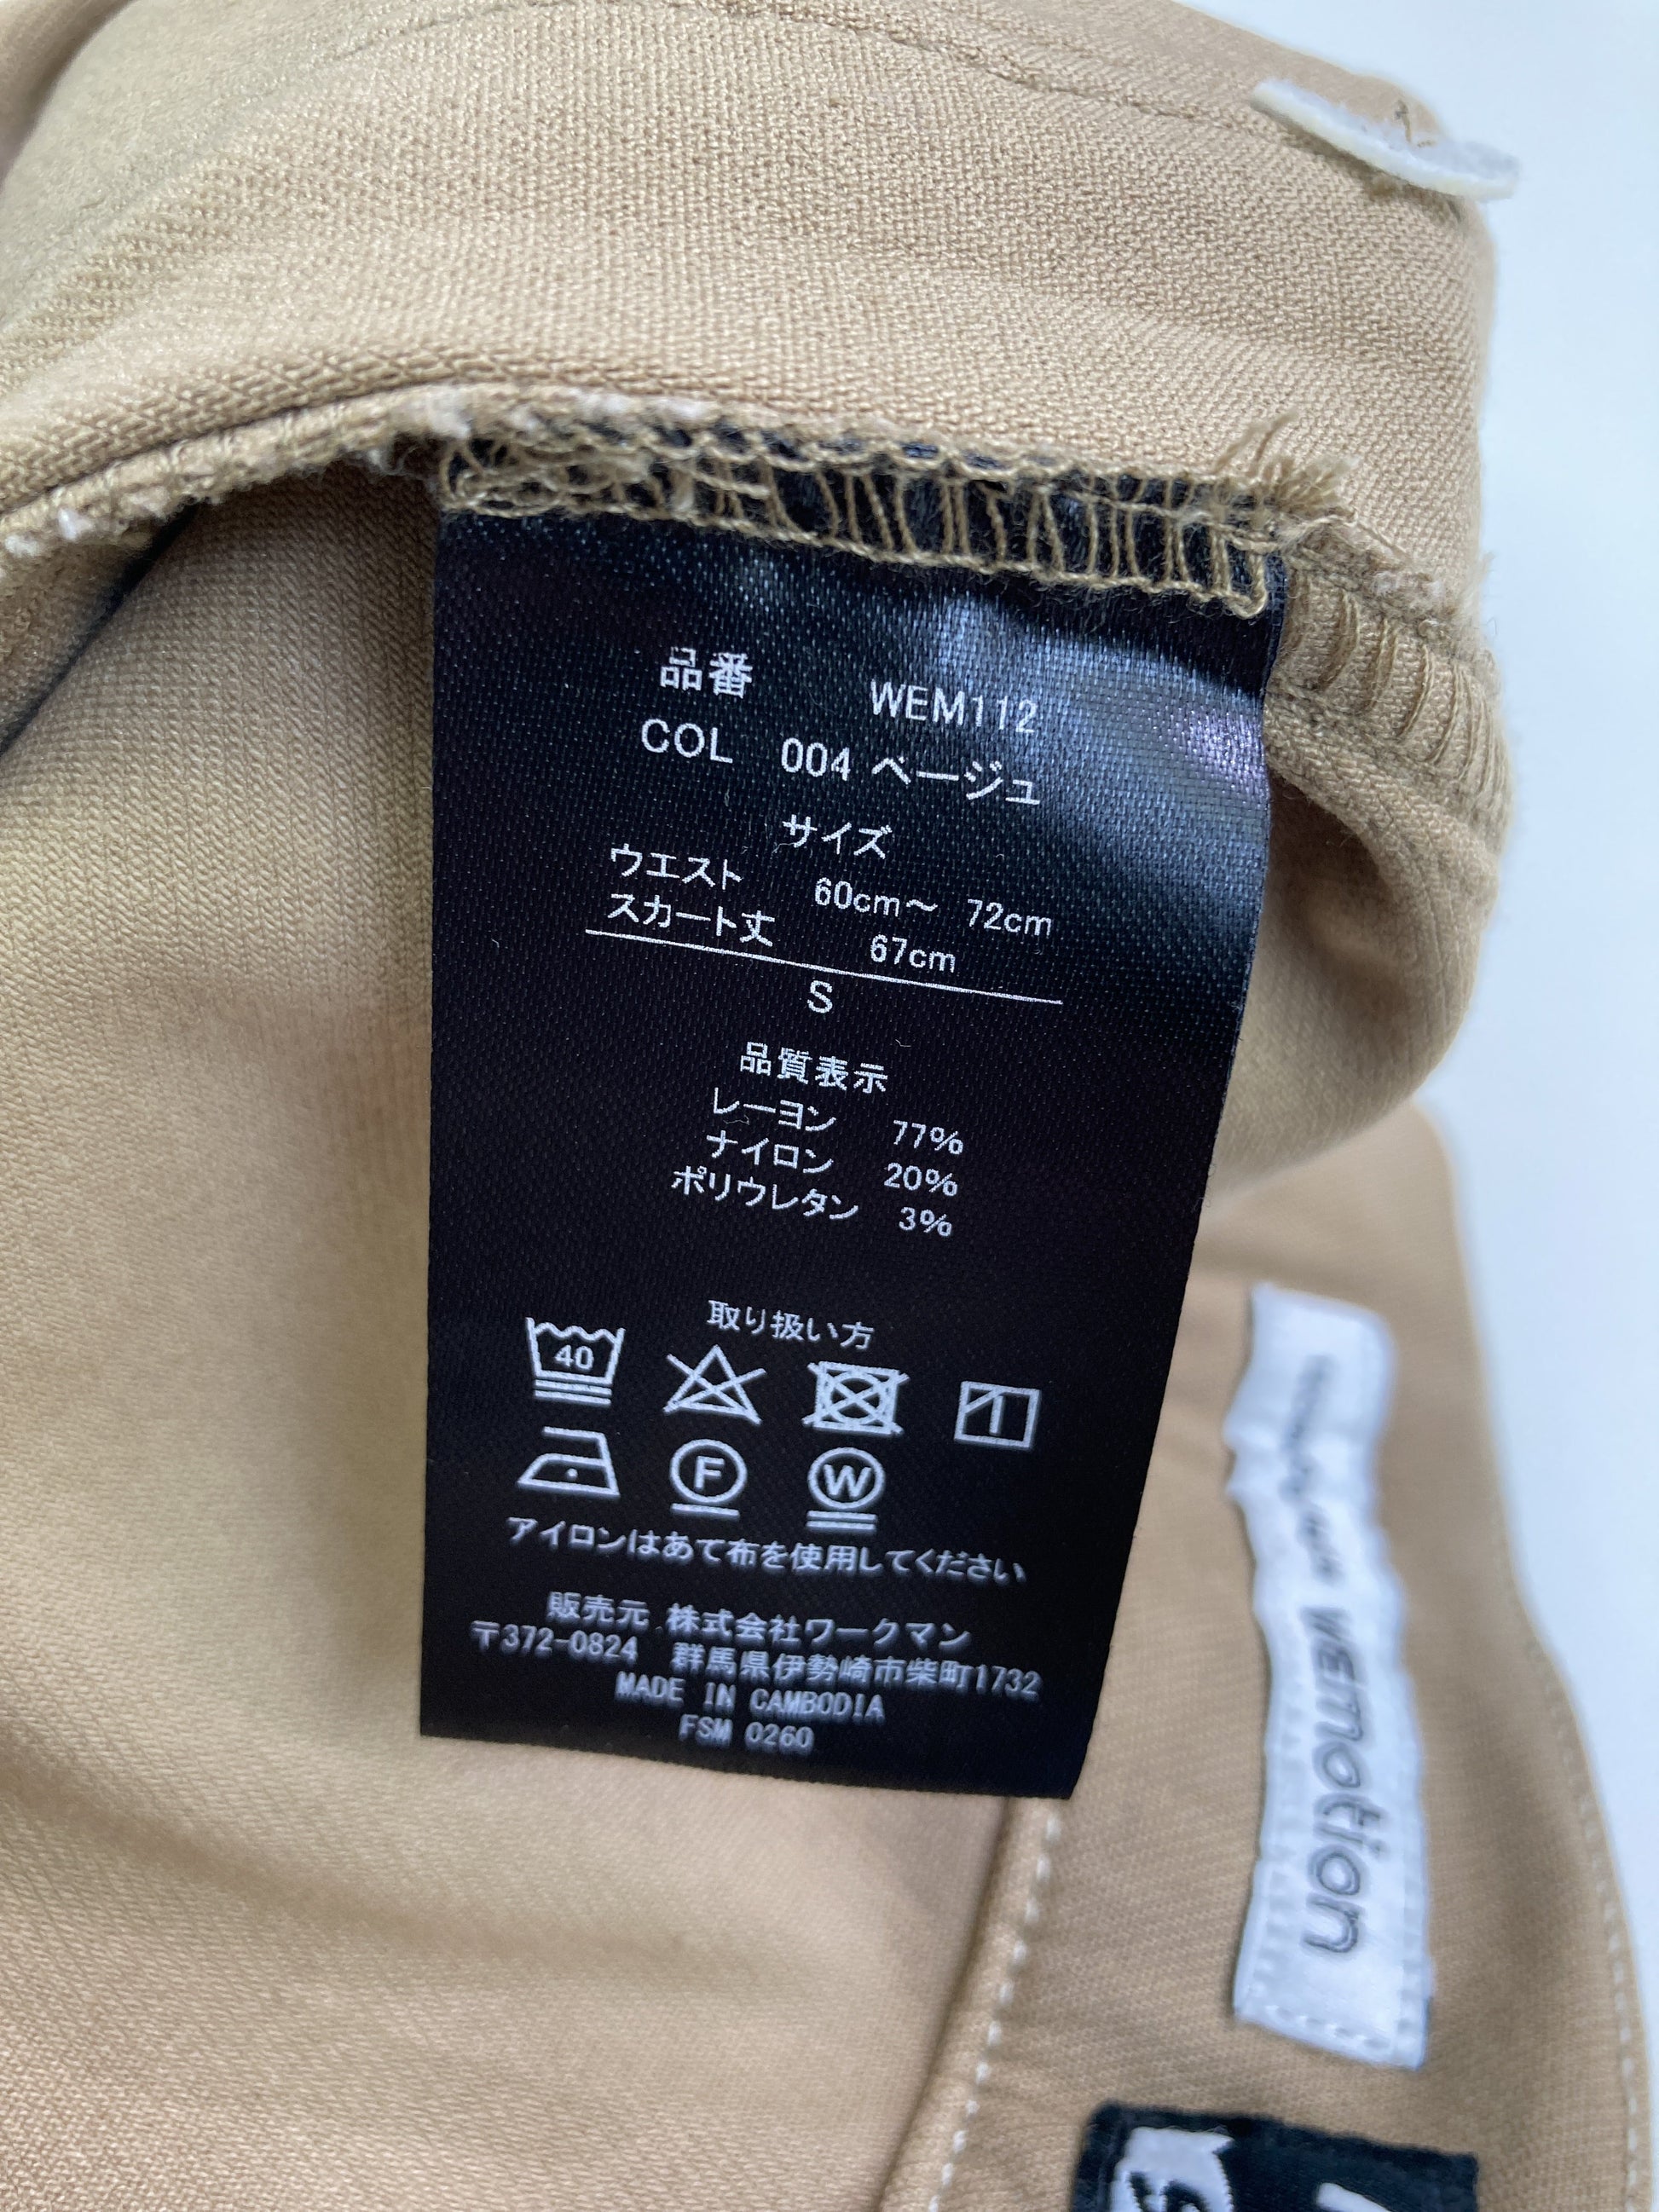 品番 WEM112
COL 004 ベージュ
サイズ
ウエスト 60cm～ 72cm
スカート丈 67cm
S
品質表示
レーヨン 77%
ナイロン 20%
ポリウレタン 3%
取り扱い方
40
F
W
アイロンはあて布を使用してください
販売元 株式会社ワークマン
〒372-0824 群馬県伊勢崎市柴町1732
MADE IN CAMBODIA
FSM 0260
WEmotion